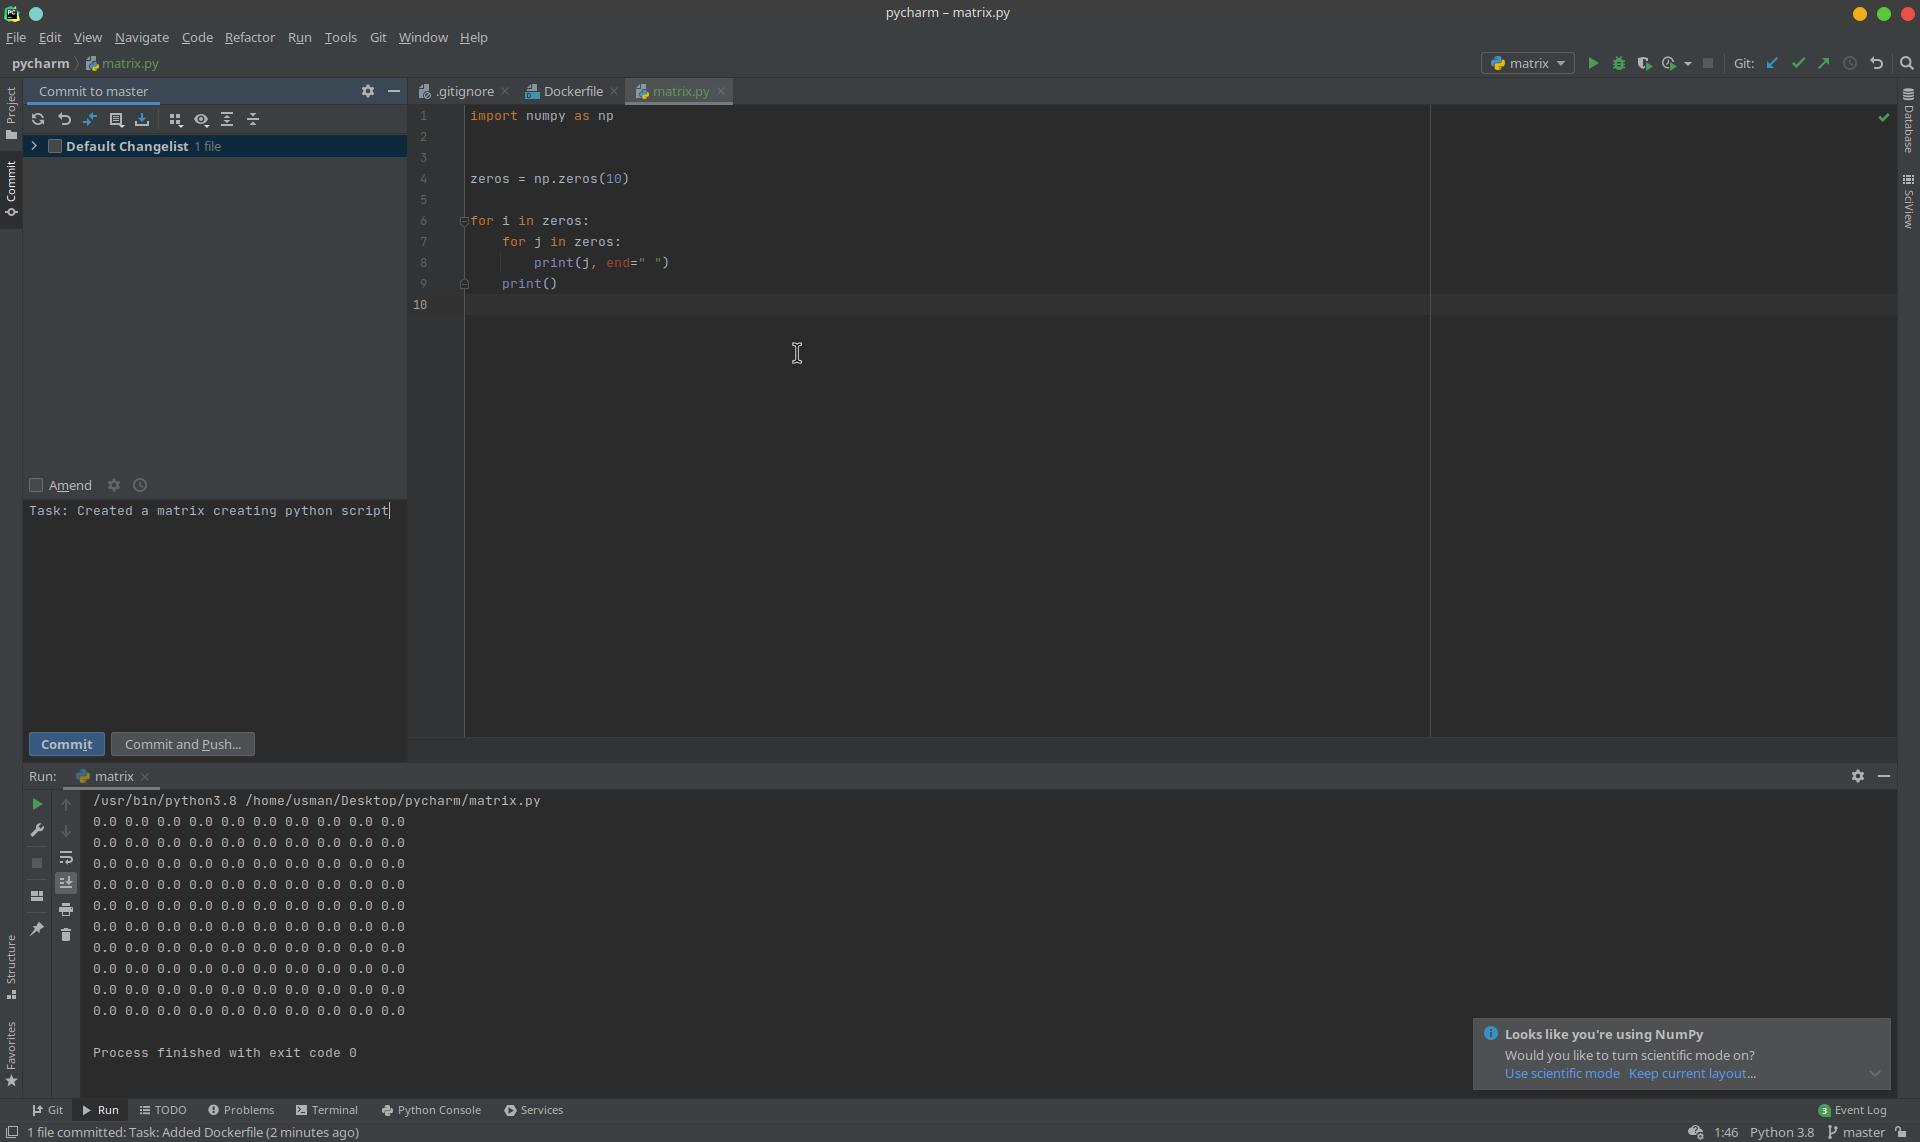 pycharm – matrix.py
File Edit View Navigate Code Refactor Run Tools Git Window Help
pycharm matrix.py
matrix Git:
Project
Commit
Structure
Favorites
Commit to master
Default Changelist 1 file
Amend
Task: Created a matrix creating python script
Commit Commit and Push...
.gitignore Dockerfile matrix.py
1 import numpy as np
2
3
4 zeros = np.zeros(10)
5
6 for i in zeros:
7 for j in zeros:
8 print(j, end=" ")
9 print()
10
Database
SciView
Run: matrix
/usr/bin/python3.8 /home/usman/Desktop/pycharm/matrix.py
0.0 0.0 0.0 0.0 0.0 0.0 0.0 0.0 0.0 0.0
0.0 0.0 0.0 0.0 0.0 0.0 0.0 0.0 0.0 0.0
0.0 0.0 0.0 0.0 0.0 0.0 0.0 0.0 0.0 0.0
0.0 0.0 0.0 0.0 0.0 0.0 0.0 0.0 0.0 0.0
0.0 0.0 0.0 0.0 0.0 0.0 0.0 0.0 0.0 0.0
0.0 0.0 0.0 0.0 0.0 0.0 0.0 0.0 0.0 0.0
0.0 0.0 0.0 0.0 0.0 0.0 0.0 0.0 0.0 0.0
0.0 0.0 0.0 0.0 0.0 0.0 0.0 0.0 0.0 0.0
0.0 0.0 0.0 0.0 0.0 0.0 0.0 0.0 0.0 0.0
0.0 0.0 0.0 0.0 0.0 0.0 0.0 0.0 0.0 0.0
Process finished with exit code 0
Looks like you're using NumPy
Would you like to turn scientific mode on?
Use scientific mode Keep current layout...
Git Run TODO Problems Terminal Python Console Services 3 Event Log
1 file committed: Task: Added Dockerfile (2 minutes ago) 1:46 Python 3.8 master